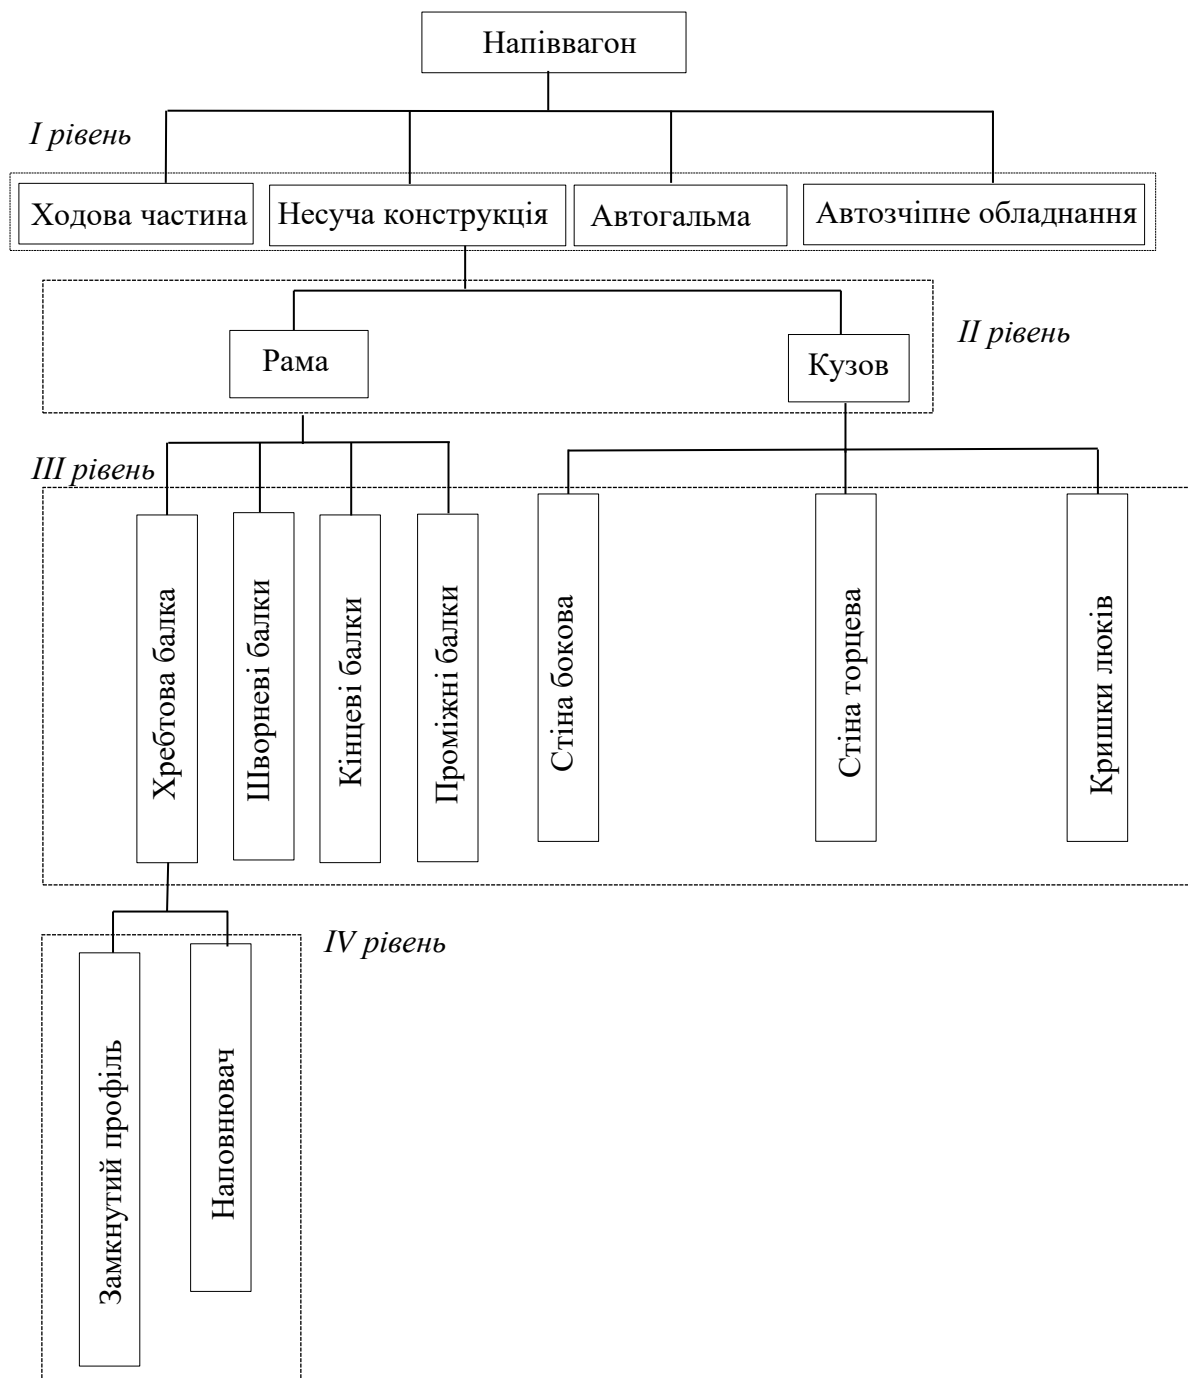 Напіввагон
I рівень
Ходова частина
Несуча конструкція
Автогальма
Автозчіпне обладнання
II рівень
Рама
Кузов
III рівень
Хребтова балка
Шворневі балки
Кінцеві балки
Проміжні балки
Стіна бокова
Стіна торцева
Кришки люків
IV рівень
Замкнутий профіль
Наповнювач